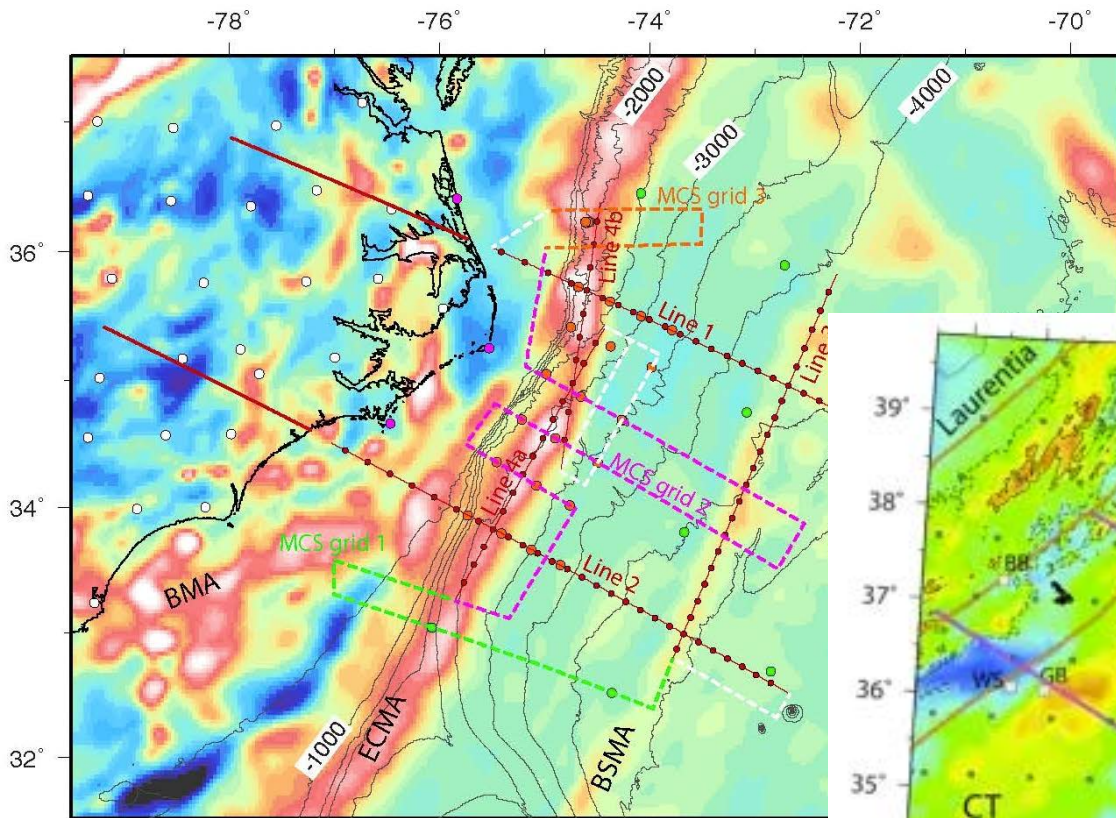 -78° -76° -74° -72° -70°
36°
34°
32°
-2000
-3000
-4000
-1000
MCS grid 3
Line 4b
Line 1
MCS grid 2
Line 4a
MCS grid 1
Line 2
BMA
ECMA
BSMA
Laurentia
39°
38°
37°
36°
35°
BB
WS
GB
CT